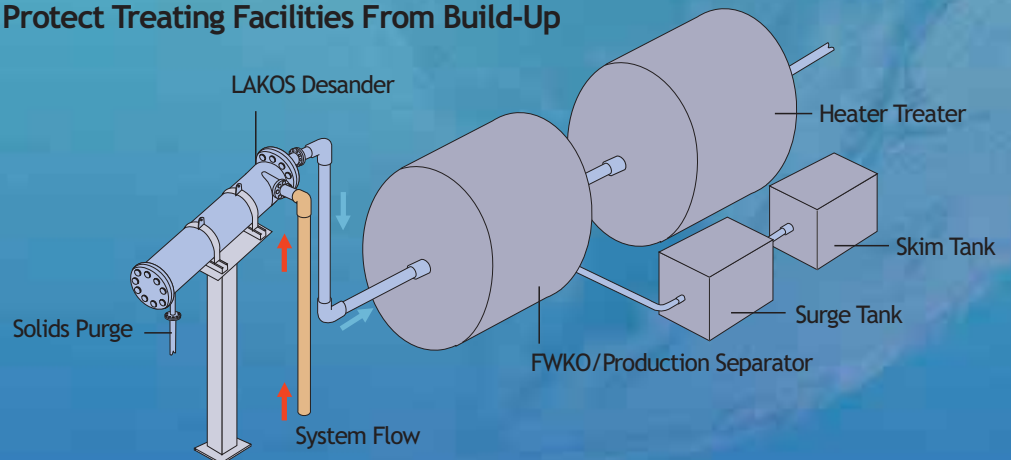 Protect Treating Facilities From Build-Up
LAKOS Desander
Heater Treater
Skim Tank
Surge Tank
Solids Purge
FWKO/Production Separator
System Flow